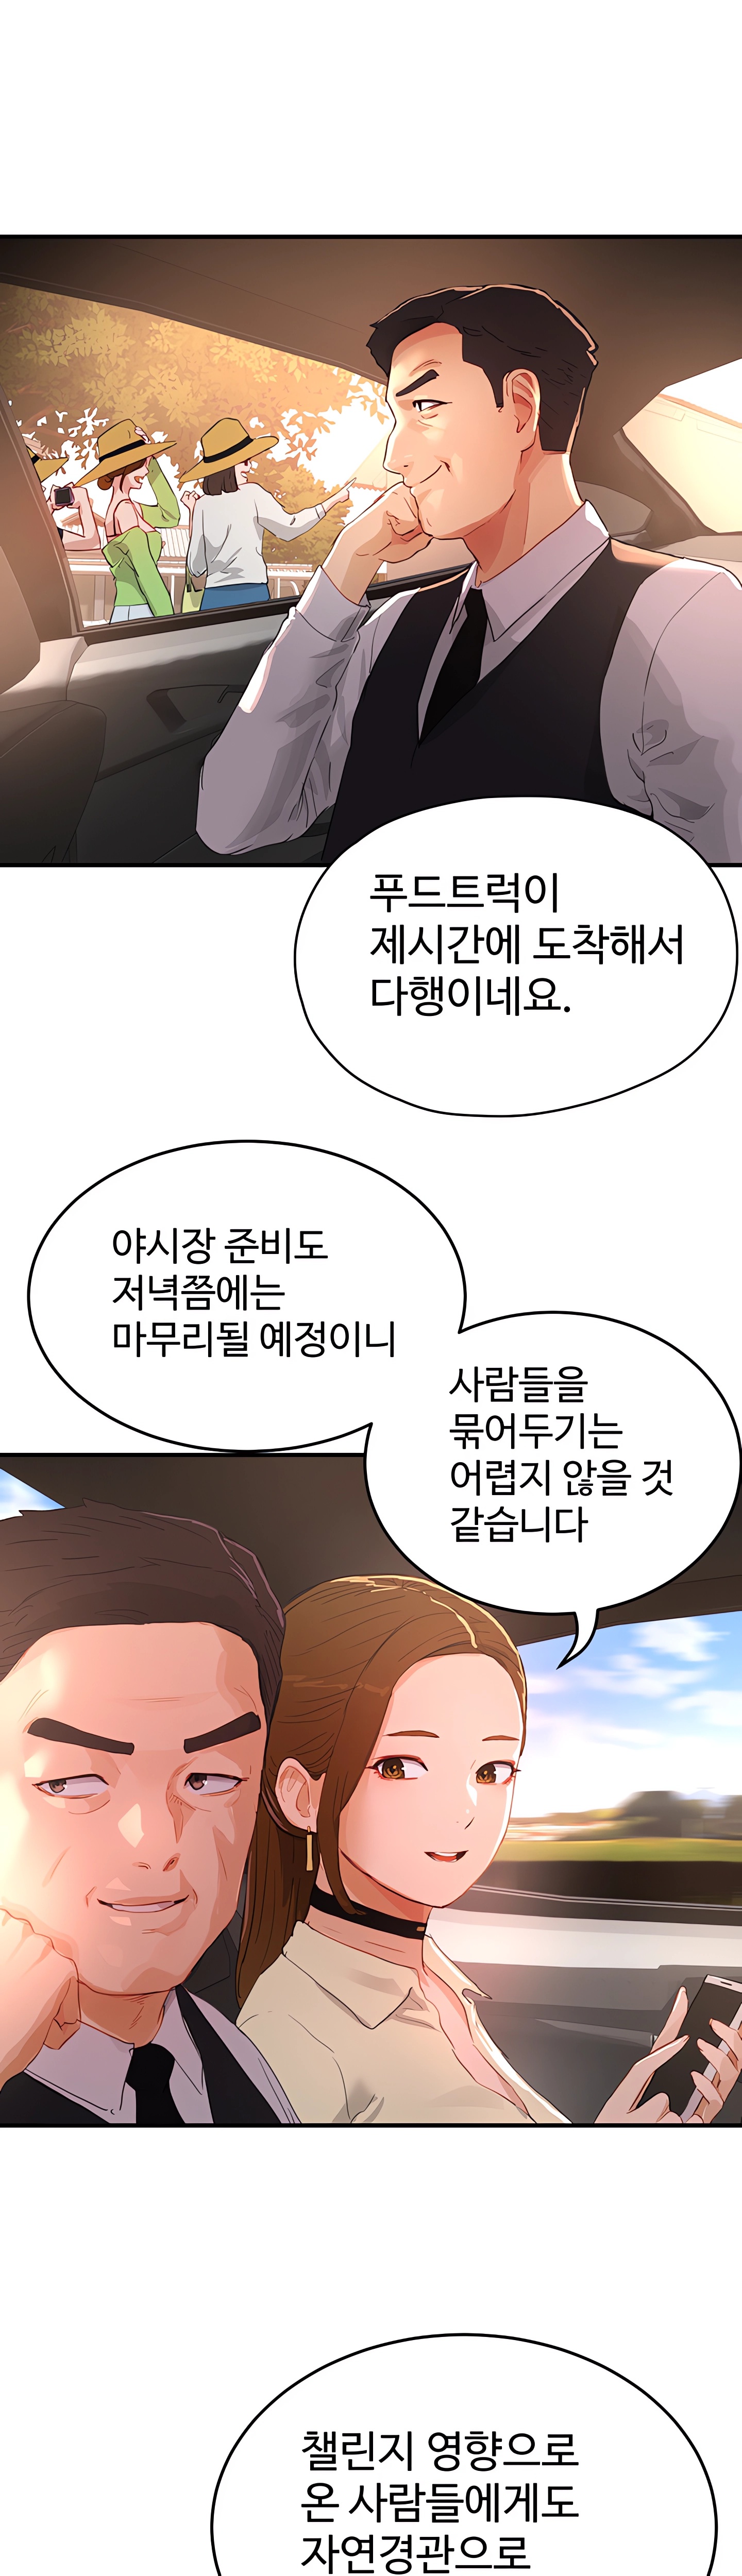 푸드트럭이
제시간에 도착해서
다행이네요.
야시장 준비도
저녁쯤에는
마무리될 예정이니
사람들을
묶어두기는
어렵지 않을 것
같습니다
챌린지 영향으로
온 사람들에게도
자연경관으로